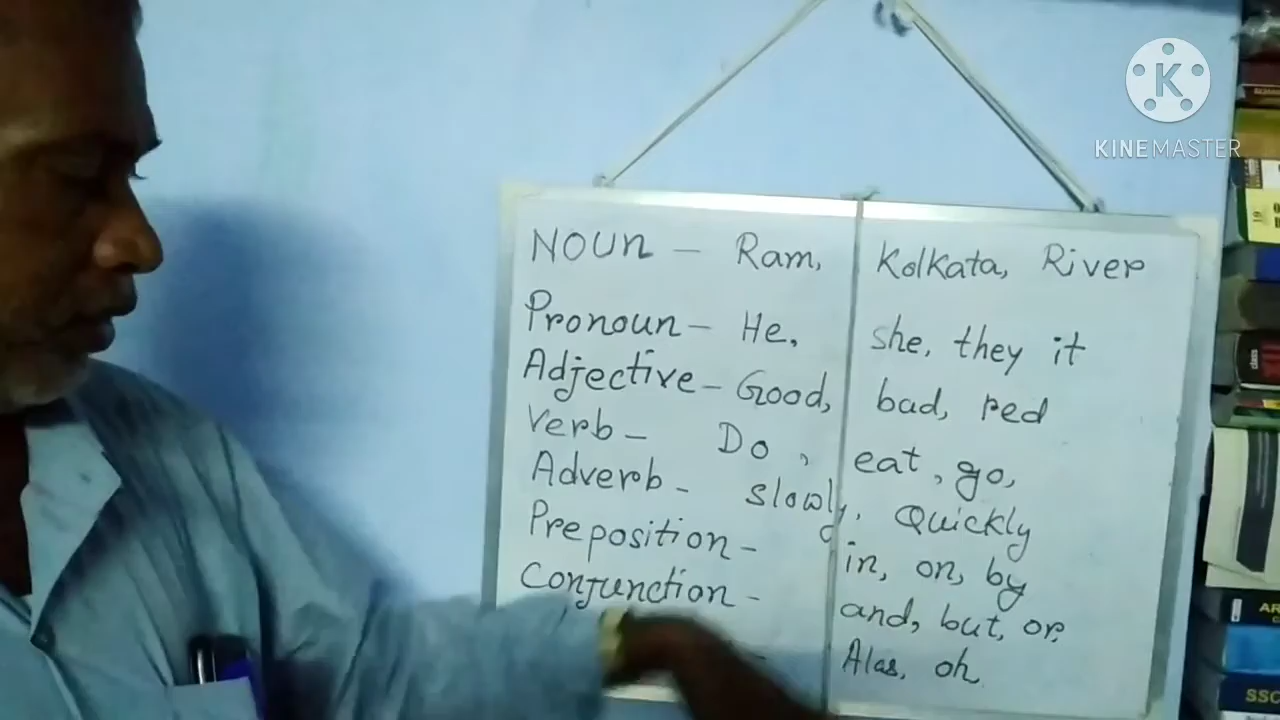 K
KINEMASTER
NOUN - Ram, Kolkata, River
Pronoun - He, she, they it
Adjective - Good, bad, red
Verb - Do, eat, go,
Adverb - slowly, Quickly
Preposition - in, on, by
Conjunction - and, but, or,
- Alas, oh
SSC